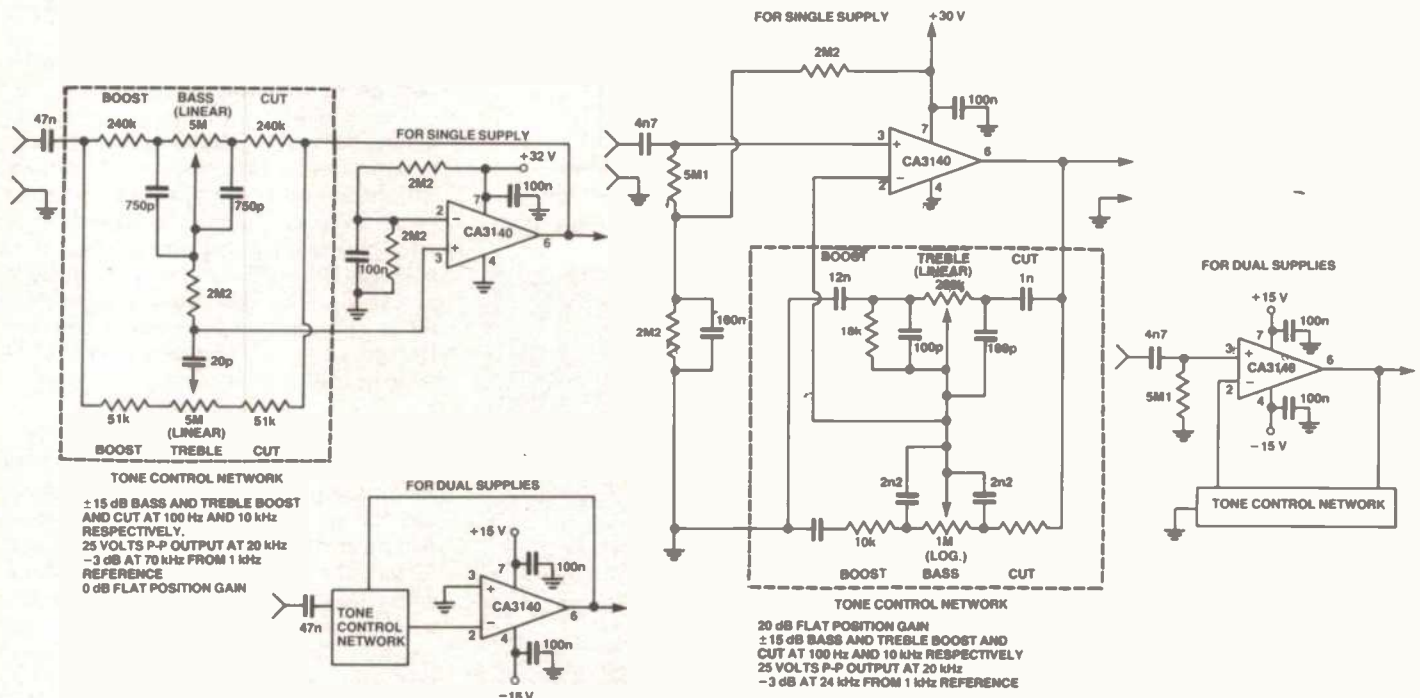 BOOST BASS CUT
(LINEAR)
240k 5M 240k
47n
750p 750p
2M2
20p
51k 5M 51k
(LINEAR)
BOOST TREBLE CUT
TONE CONTROL NETWORK
±15 dB BASS AND TREBLE BOOST
AND CUT AT 100 Hz AND 10 kHz
RESPECTIVELY.
25 VOLTS P-P OUTPUT AT 20 kHz
−3 dB AT 70 kHz FROM 1 kHz
REFERENCE
0 dB FLAT POSITION GAIN
FOR SINGLE SUPPLY
+32 V
2M2
100n
7
2
−
2M2
CA3140
6
+
3
4
100n
FOR DUAL SUPPLIES
+15 V
7
100n
3
+
CA3140
6
−
2
4
100n
−15 V
TONE
CONTROL
NETWORK
47n
FOR SINGLE SUPPLY
+30 V
2M2
100n
4n7
7
3
+
CA3140
6
−
2
4
5M1
2M2
BOOST TREBLE CUT
(LINEAR)
12n 1n
18k
100p
2n2 2n2
10k 1M
(LOG.)
BOOST BASS CUT
TONE CONTROL NETWORK
20 dB FLAT POSITION GAIN
±15 dB BASS AND TREBLE BOOST AND
CUT AT 100 Hz AND 10 kHz RESPECTIVELY
25 VOLTS P-P OUTPUT AT 20 kHz
−3 dB AT 24 kHz FROM 1 kHz REFERENCE
FOR DUAL SUPPLIES
+15 V
100n
4n7
7
3
+
6
−
2
5M1
4
100n
−15 V
TONE CONTROL NETWORK